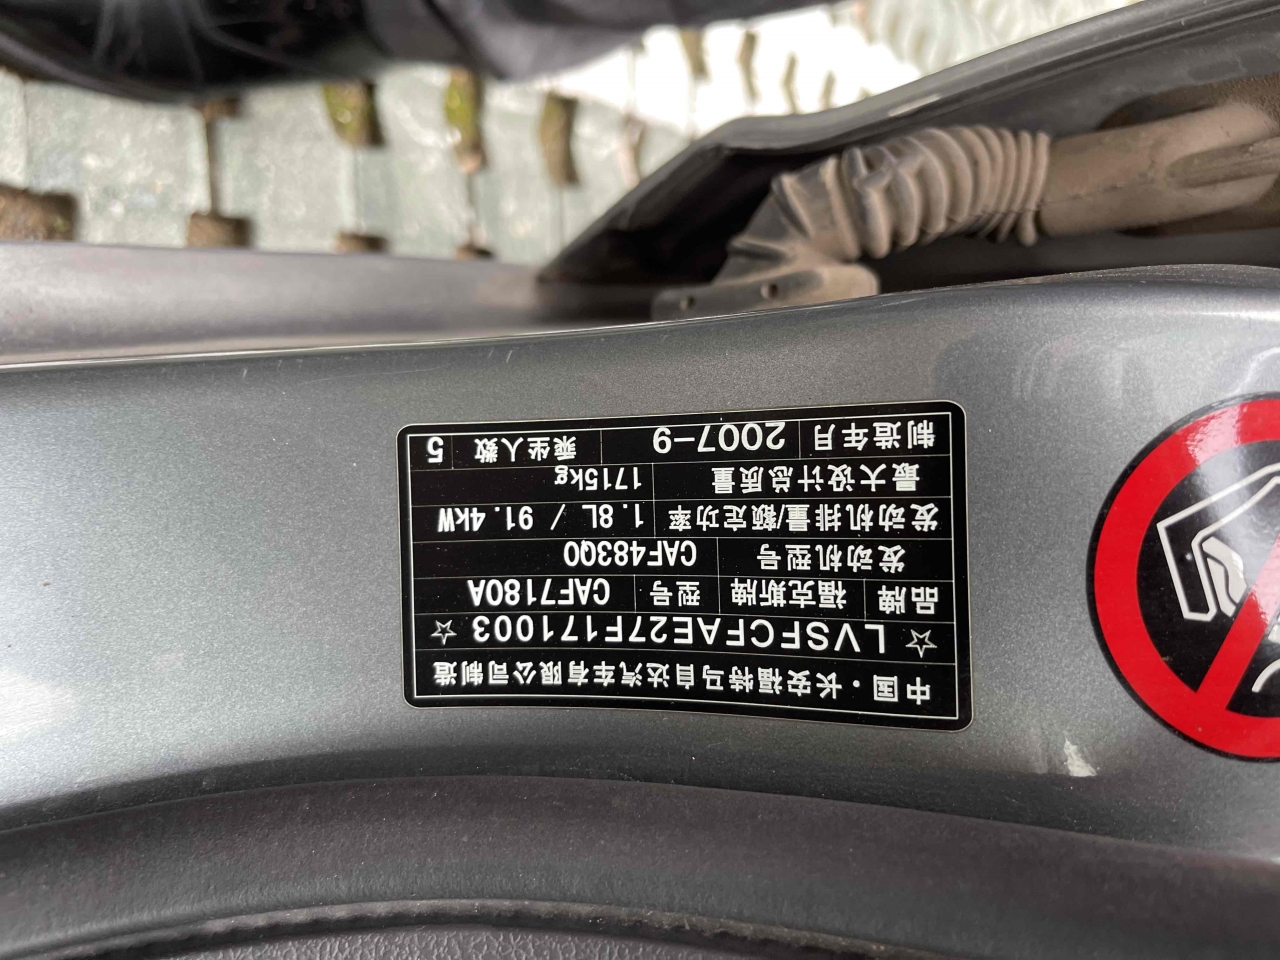 中国·长安福特马自达汽车有限公司制造
☆ LVSFCFAE27F171003 ☆
品牌 福克斯牌 型号 CAF7180A
发动机型号 CAF483Q0
发动机排量/额定功率 1.8L / 91.4kW
最大设计总质量 1715kg
制造年月 2007-9 乘坐人数 5